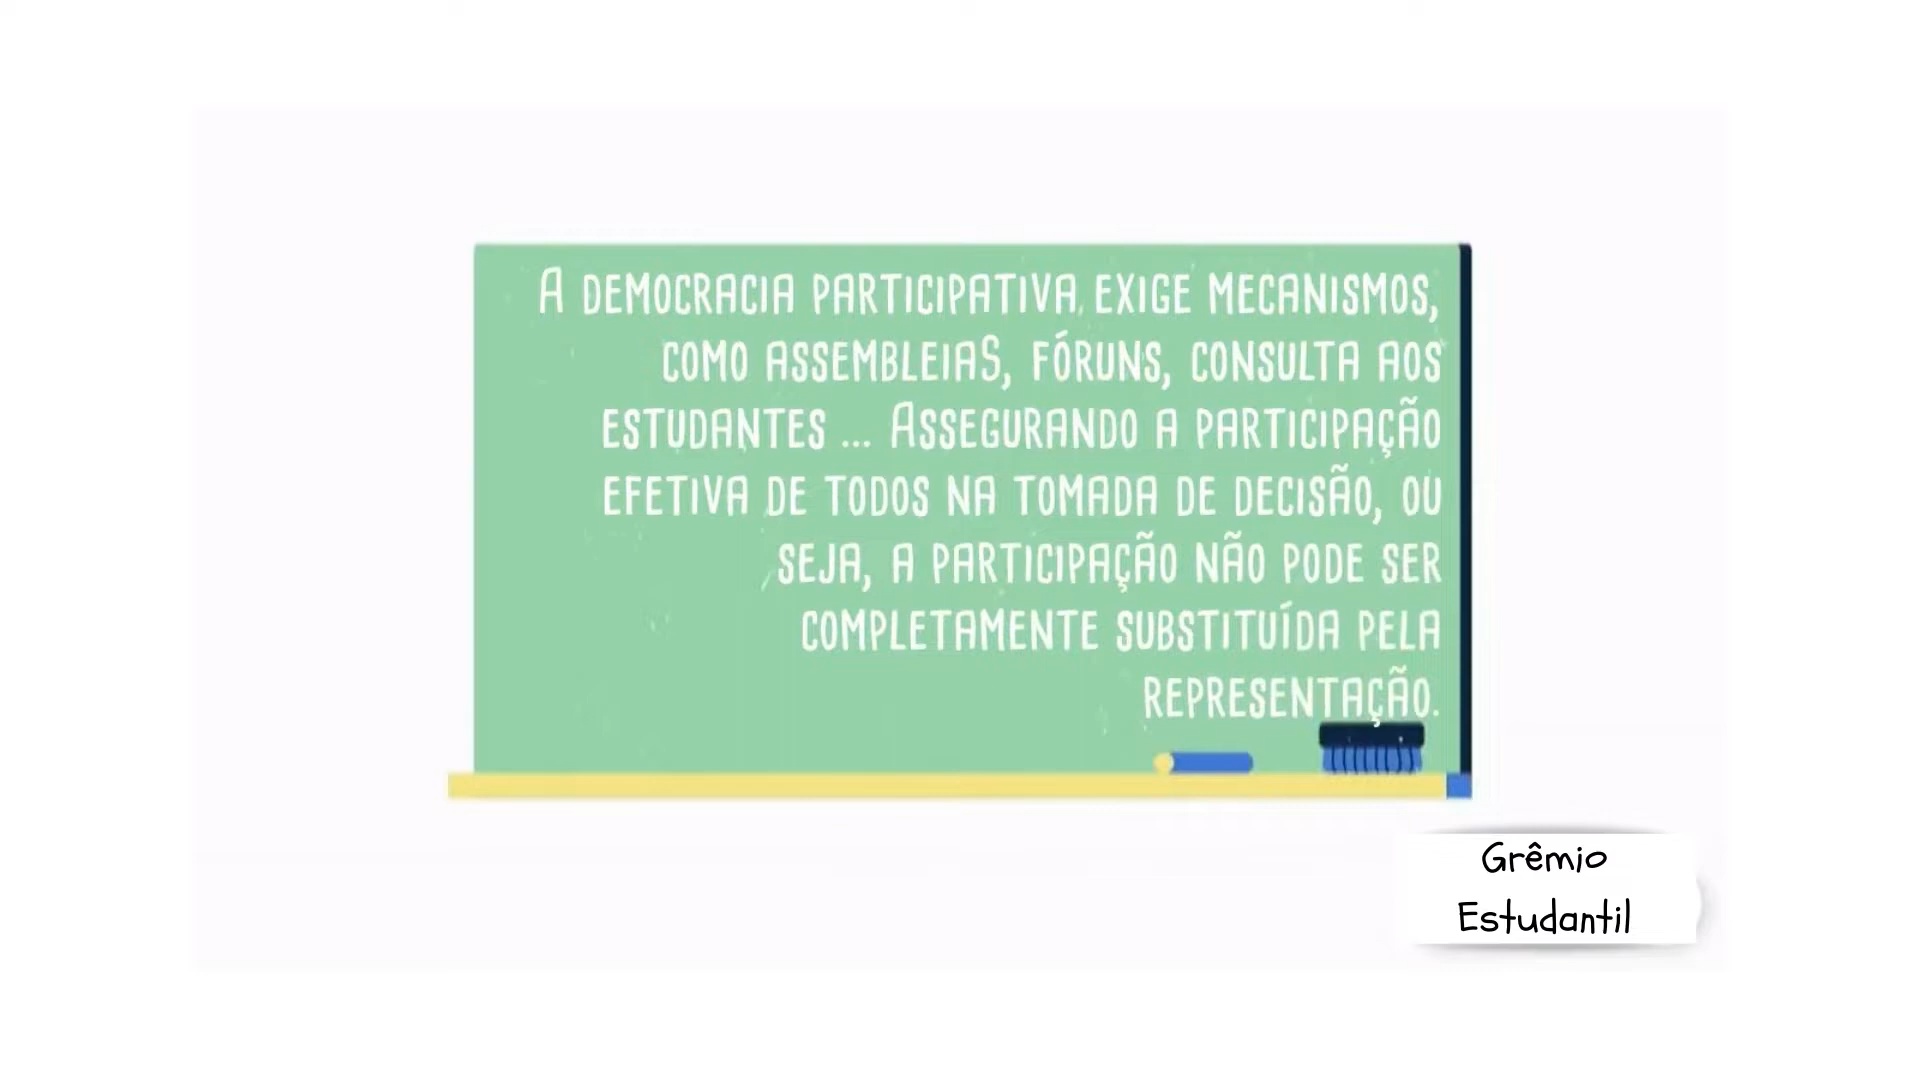 A DEMOCRACIA PARTICIPATIVA EXIGE MECANISMOS,
COMO ASSEMBLEIAS, FÓRUNS, CONSULTA AOS
ESTUDANTES ... ASSEGURANDO A PARTICIPAÇÃO
EFETIVA DE TODOS NA TOMADA DE DECISÃO, OU
SEJA, A PARTICIPAÇÃO NÃO PODE SER
COMPLETAMENTE SUBSTITUÍDA PELA
REPRESENTAÇÃO.
Grêmio
Estudantil